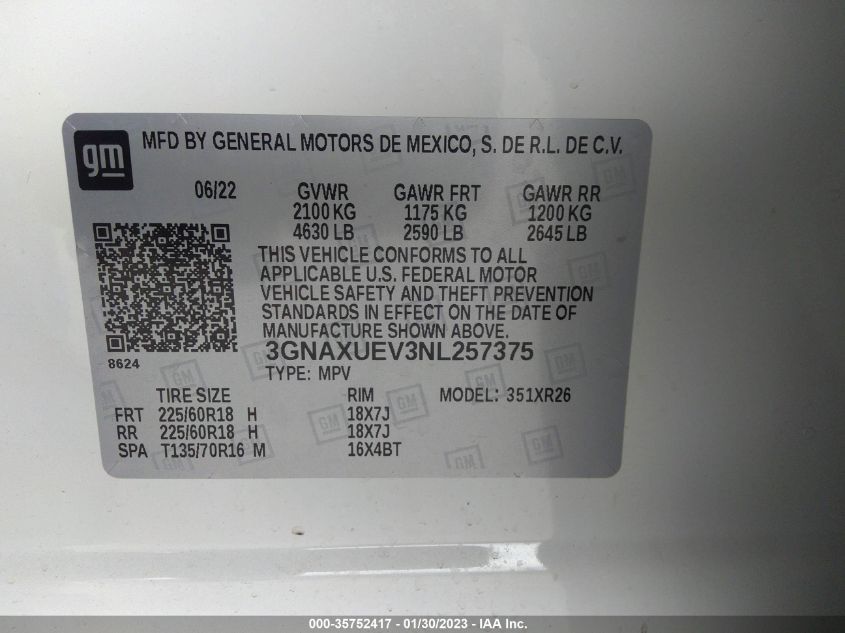 gm MFD BY GENERAL MOTORS DE MEXICO, S. DE R.L. DE C.V.
06/22 GVWR GAWR FRT GAWR RR
2100 KG 1175 KG 1200 KG
4630 LB 2590 LB 2645 LB
THIS VEHICLE CONFORMS TO ALL
APPLICABLE U.S. FEDERAL MOTOR
VEHICLE SAFETY AND THEFT PREVENTION
STANDARDS IN EFFECT ON THE DATE OF
MANUFACTURE SHOWN ABOVE.
3GNAXUEV3NL257375
8624
TYPE: MPV
TIRE SIZE RIM MODEL: 351XR26
FRT 225/60R18 H 18X7J
RR 225/60R18 H 18X7J
SPA T135/70R16 M 16X4BT
000-35752417 - 01/30/2023 - IAA Inc.